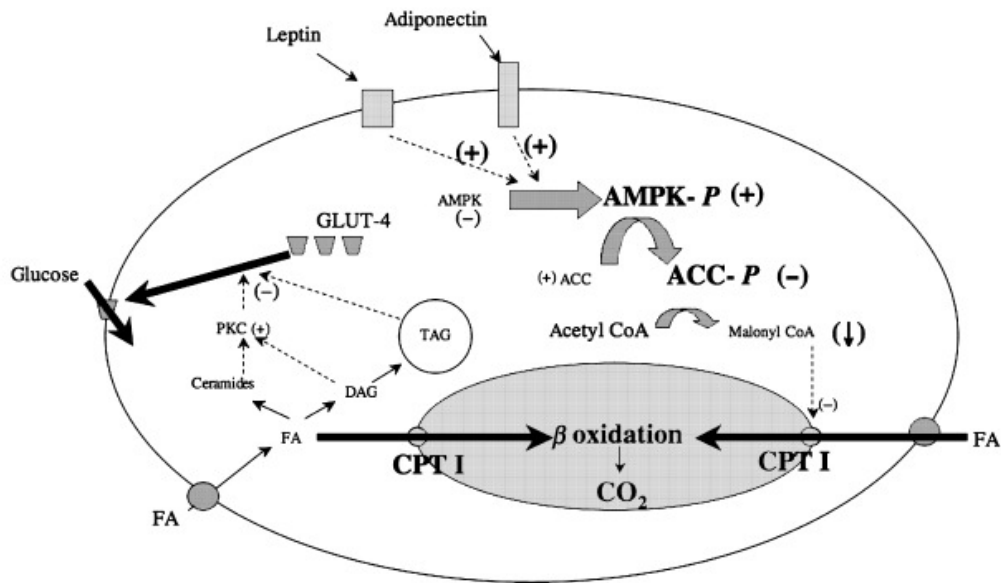 Adiponectin
Leptin
(+)
(+)
AMPK
(−)
AMPK- P (+)
GLUT-4
Glucose
(+) ACC
ACC- P (−)
(−)
PKC (+)
TAG
Acetyl CoA
Malonyl CoA
(↓)
Ceramides
DAG
(−)
FA
β oxidation
FA
CPT I
CPT I
CO₂
FA